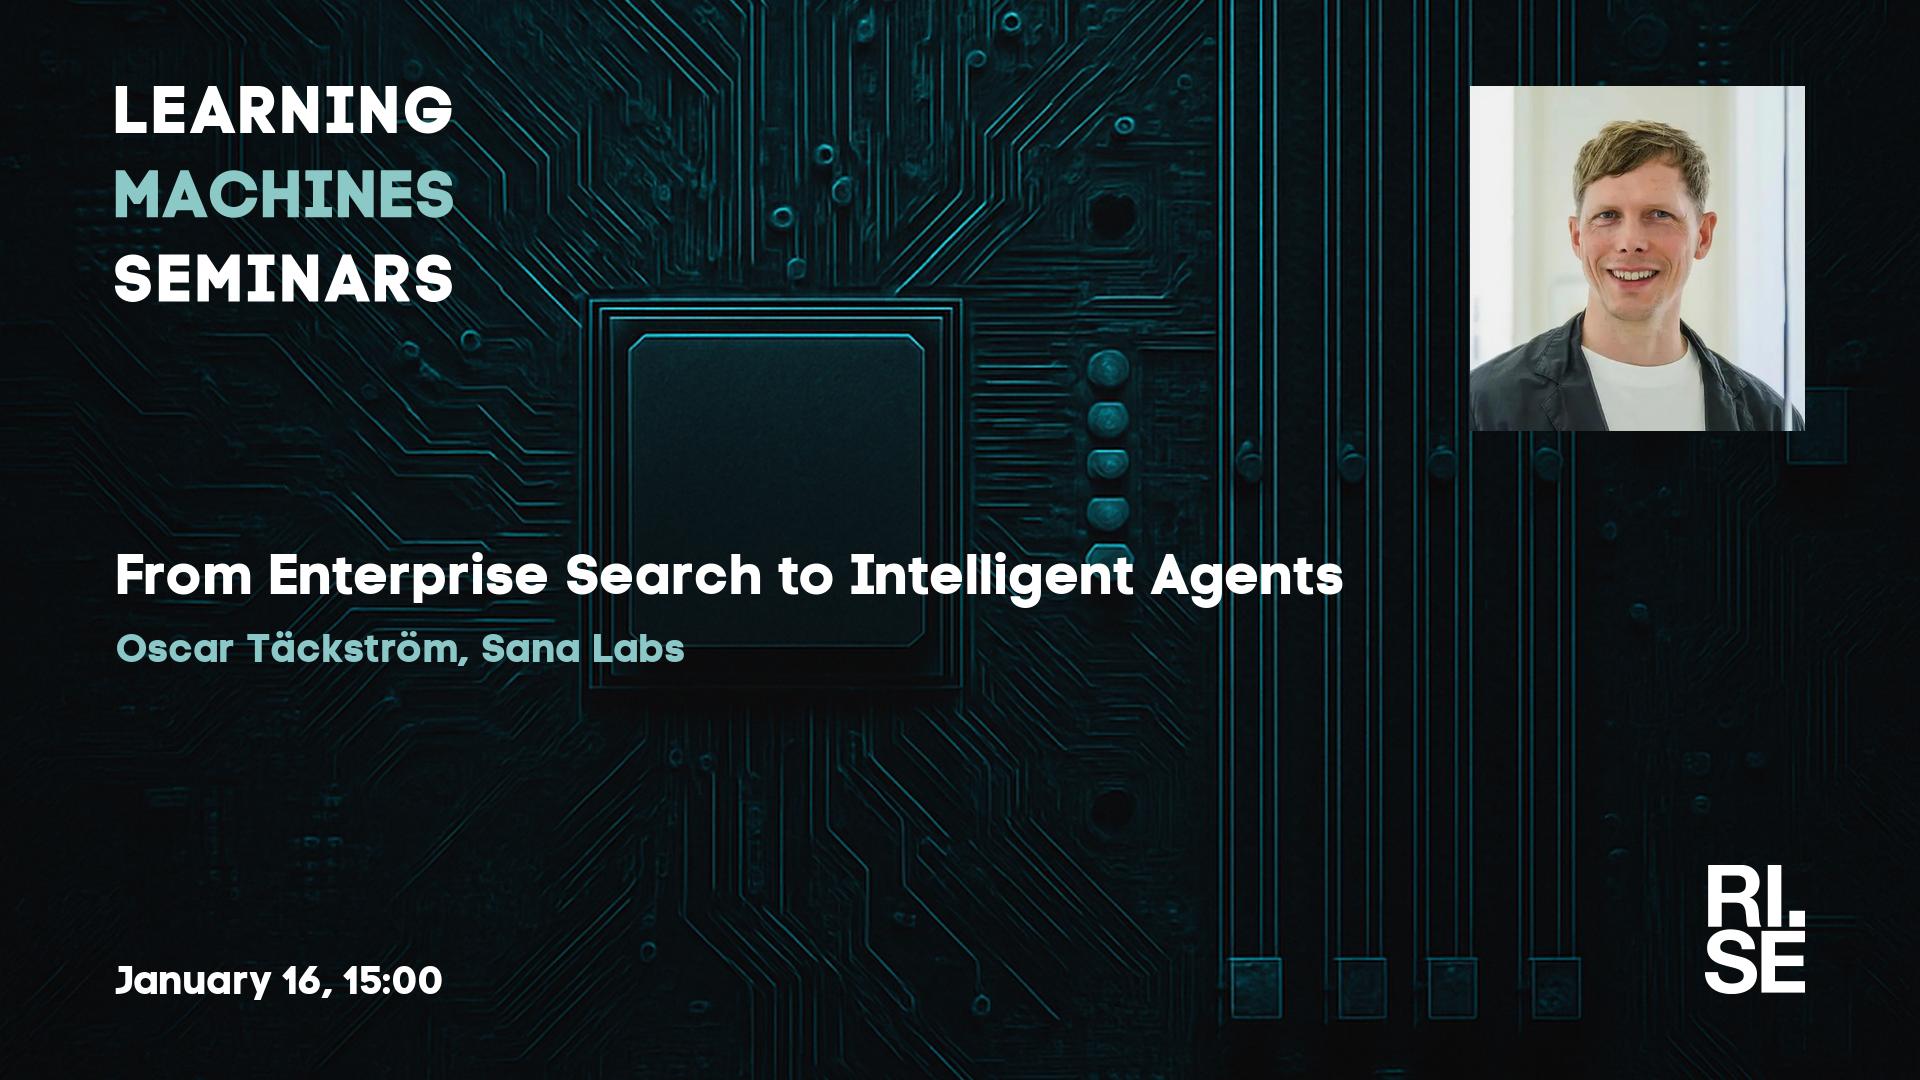 LEARNING
MACHINES
SEMINARS
From Enterprise Search to Intelligent Agents
Oscar Täckström, Sana Labs
January 16, 15:00
RI.
SE